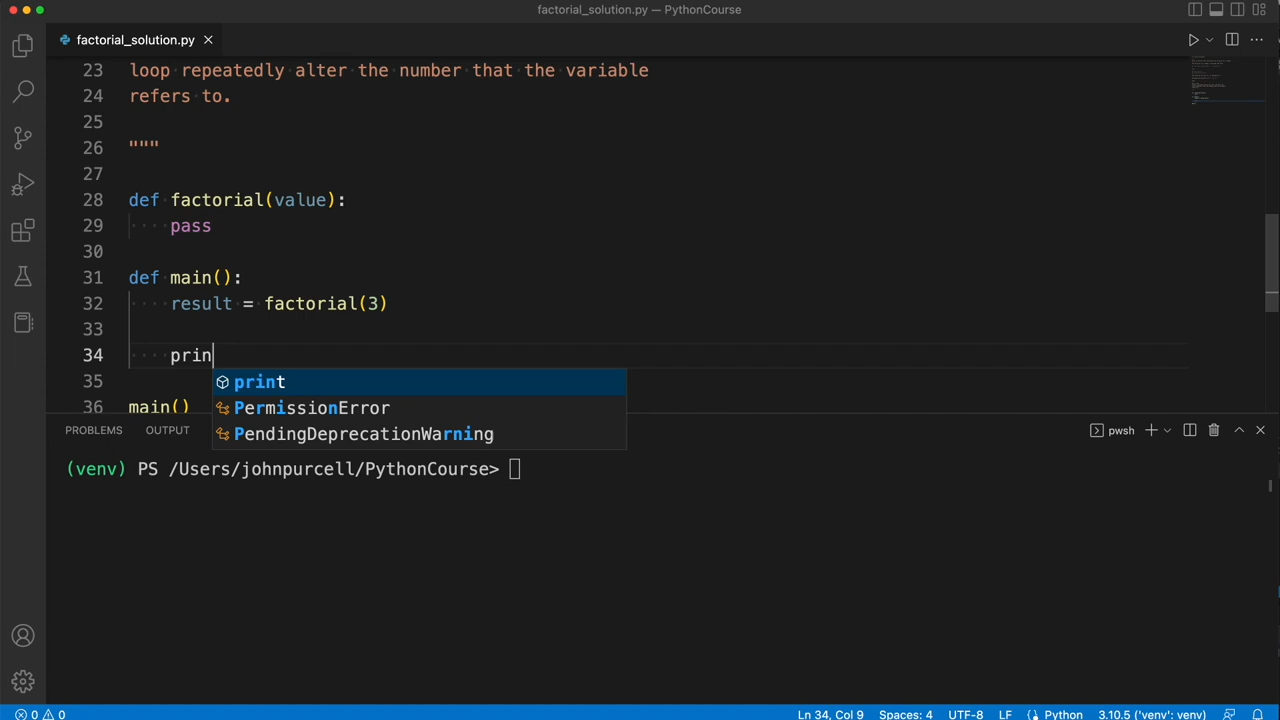 factorial_solution.py — PythonCourse
factorial_solution.py
23 loop repeatedly alter the number that the variable
24 refers to.
25
26 """
27
28 def factorial(value):
29 pass
30
31 def main():
32 result = factorial(3)
33
34 prin
35 print
36 main() PermissionError
PendingDeprecationWarning
PROBLEMS OUTPUT pwsh
(venv) PS /Users/johnpurcell/PythonCourse>
0 0 Ln 34, Col 9 Spaces: 4 UTF-8 LF Python 3.10.5 ('venv': venv)